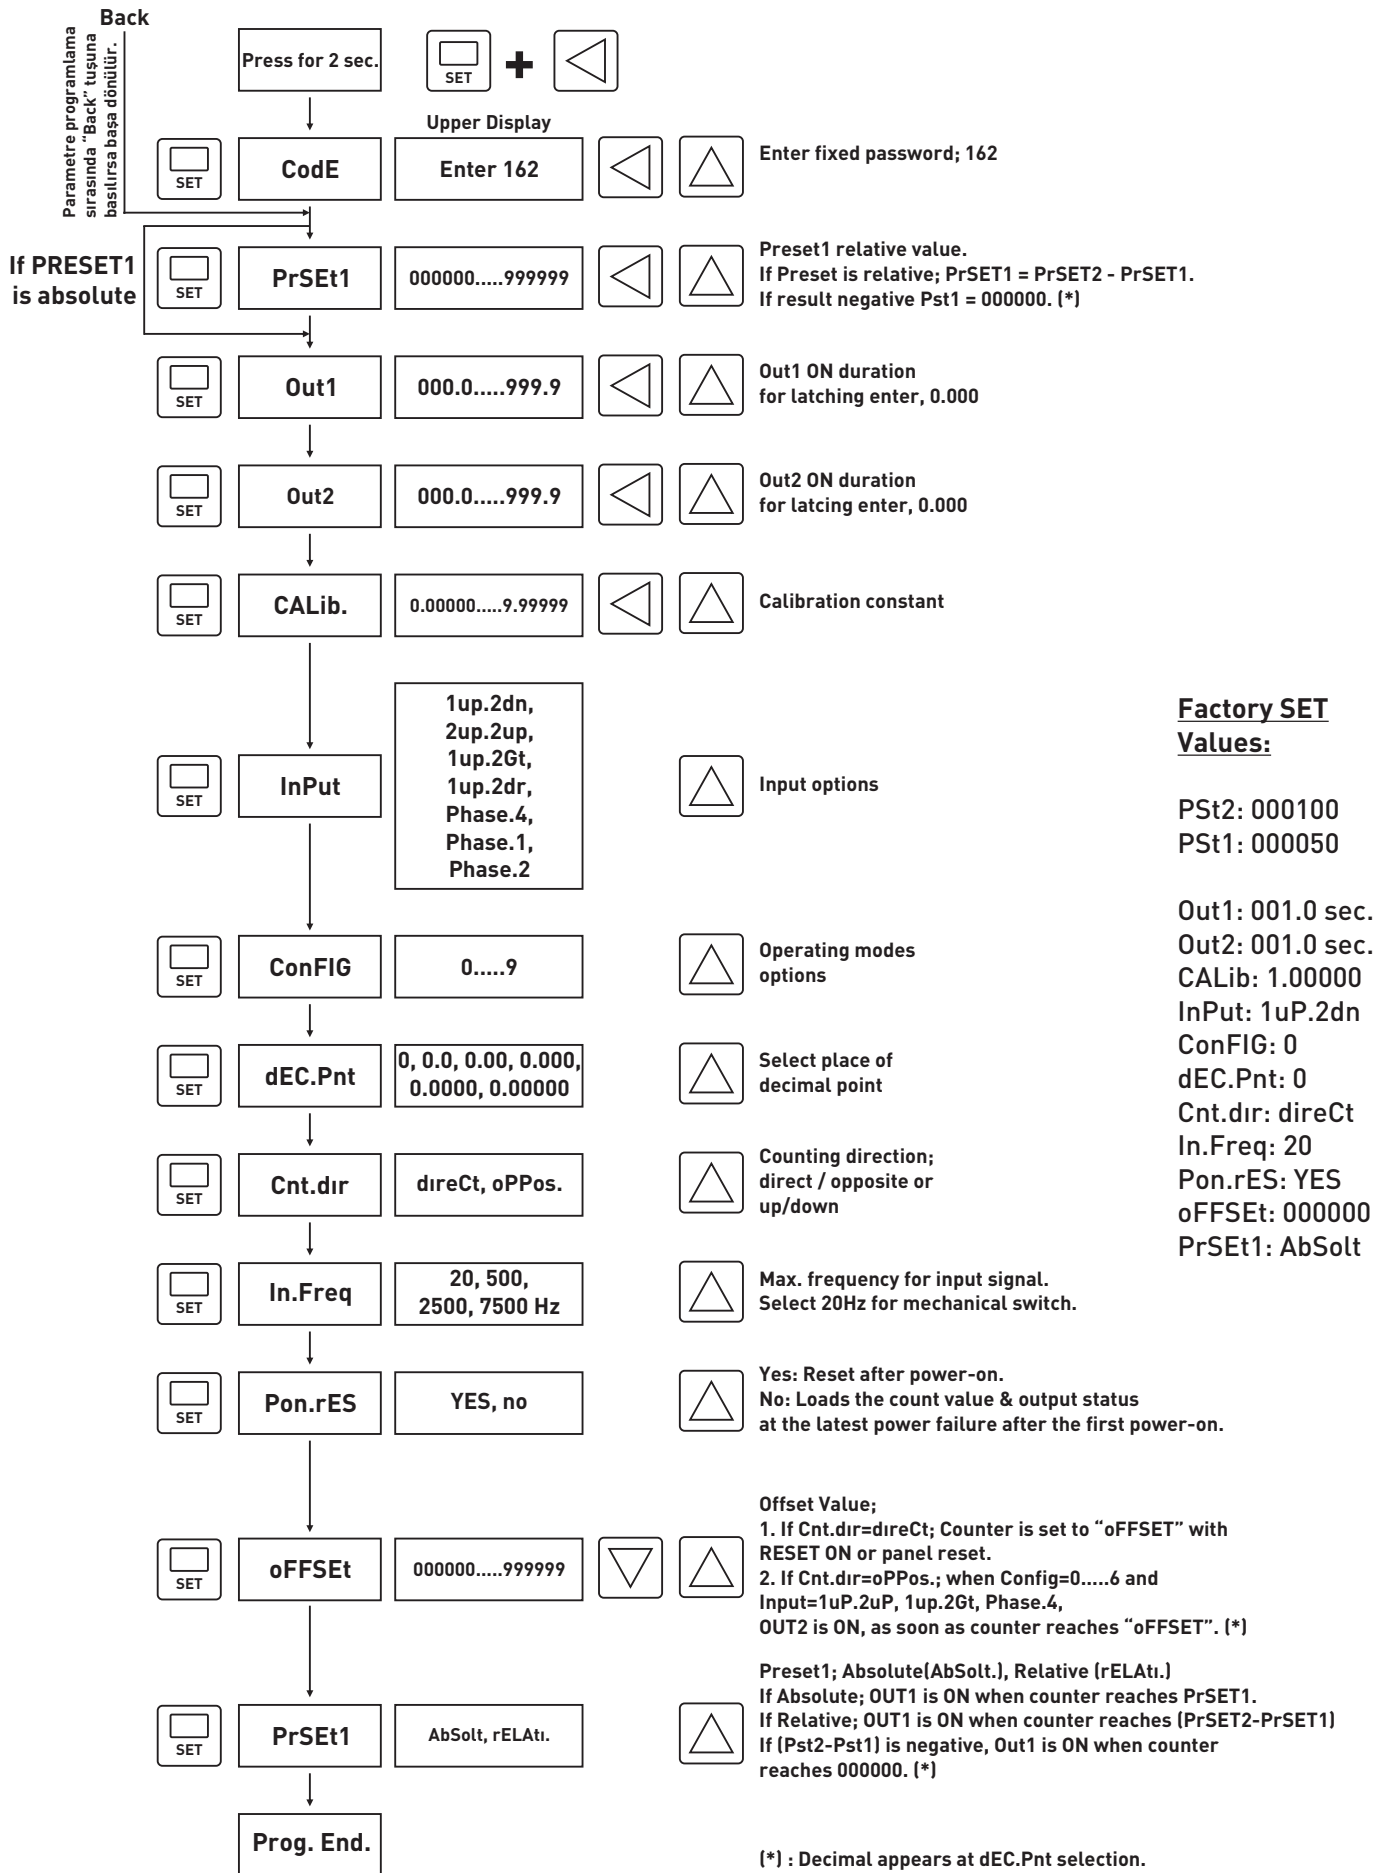 Back
Parametre programlama
sırasında "Back" tuşuna
basılırsa başa dönülür.
Press for 2 sec.
SET
+
Upper Display
SET
CodE
Enter 162
Enter fixed password; 162
If PRESET1
is absolute
SET
PrSEt1
000000.....999999
Preset1 relative value.
If Preset is relative; PrSET1 = PrSET2 - PrSET1.
If result negative Pst1 = 000000. (*)
SET
Out1
000.0.....999.9
Out1 ON duration
for latching enter, 0.000
SET
Out2
000.0.....999.9
Out2 ON duration
for latcing enter, 0.000
SET
CALib.
0.00000.....9.99999
Calibration constant
SET
InPut
1up.2dn,
2up.2up,
1up.2Gt,
1up.2dr,
Phase.4,
Phase.1,
Phase.2
Input options
SET
ConFIG
0.....9
Operating modes
options
SET
dEC.Pnt
0, 0.0, 0.00, 0.000,
0.0000, 0.00000
Select place of
decimal point
SET
Cnt.dır
dıreCt, oPPos.
Counting direction;
direct / opposite or
up/down
SET
In.Freq
20, 500,
2500, 7500 Hz
Max. frequency for input signal.
Select 20Hz for mechanical switch.
SET
Pon.rES
YES, no
Yes: Reset after power-on.
No: Loads the count value & output status
at the latest power failure after the first power-on.
SET
oFFSEt
000000.....999999
Offset Value;
1. If Cnt.dır=dıreCt; Counter is set to "oFFSET" with
RESET ON or panel reset.
2. If Cnt.dır=oPPos.; when Config=0.....6 and
Input=1uP.2uP, 1up.2Gt, Phase.4,
OUT2 is ON, as soon as counter reaches "oFFSET". (*)
SET
PrSEt1
AbSolt, rELAtı.
Preset1; Absolute(AbSolt.), Relative (rELAtı.)
If Absolute; OUT1 is ON when counter reaches PrSET1.
If Relative; OUT1 is ON when counter reaches (PrSET2-PrSET1)
If (Pst2-Pst1) is negative, Out1 is ON when counter
reaches 000000. (*)
Prog. End.
(*) : Decimal appears at dEC.Pnt selection.
Factory SET
Values:
PSt2: 000100
PSt1: 000050
Out1: 001.0 sec.
Out2: 001.0 sec.
CALib: 1.00000
InPut: 1uP.2dn
ConFIG: 0
dEC.Pnt: 0
Cnt.dır: direCt
In.Freq: 20
Pon.rES: YES
oFFSEt: 000000
PrSEt1: AbSolt